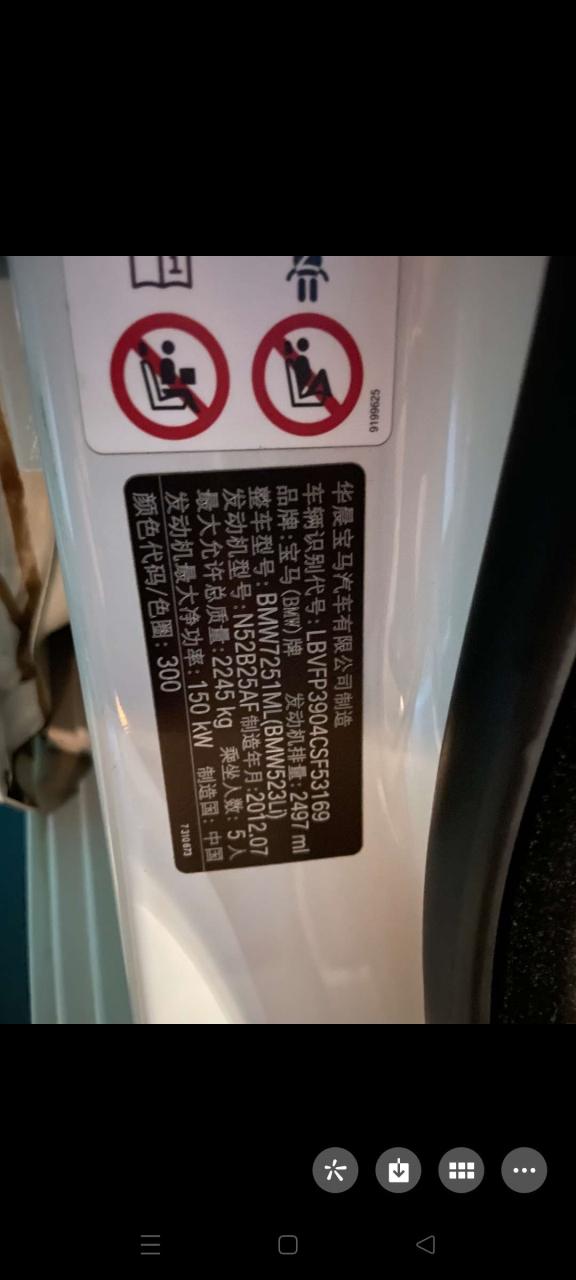 1
9199625
华晨宝马汽车有限公司制造
车辆识别代号:LBVFP3904CSF53169
品牌:宝马(BMW)牌 发动机排量:2497 ml
整车型号:BMW7251ML(BMW523LI)
发动机型号:N52B25AF 制造年月:2012.07
最大允许总质量:2245 kg 乘坐人数:5人
发动机最大净功率:150 kW 制造国:中国
颜色代码/色圈:300
7310673